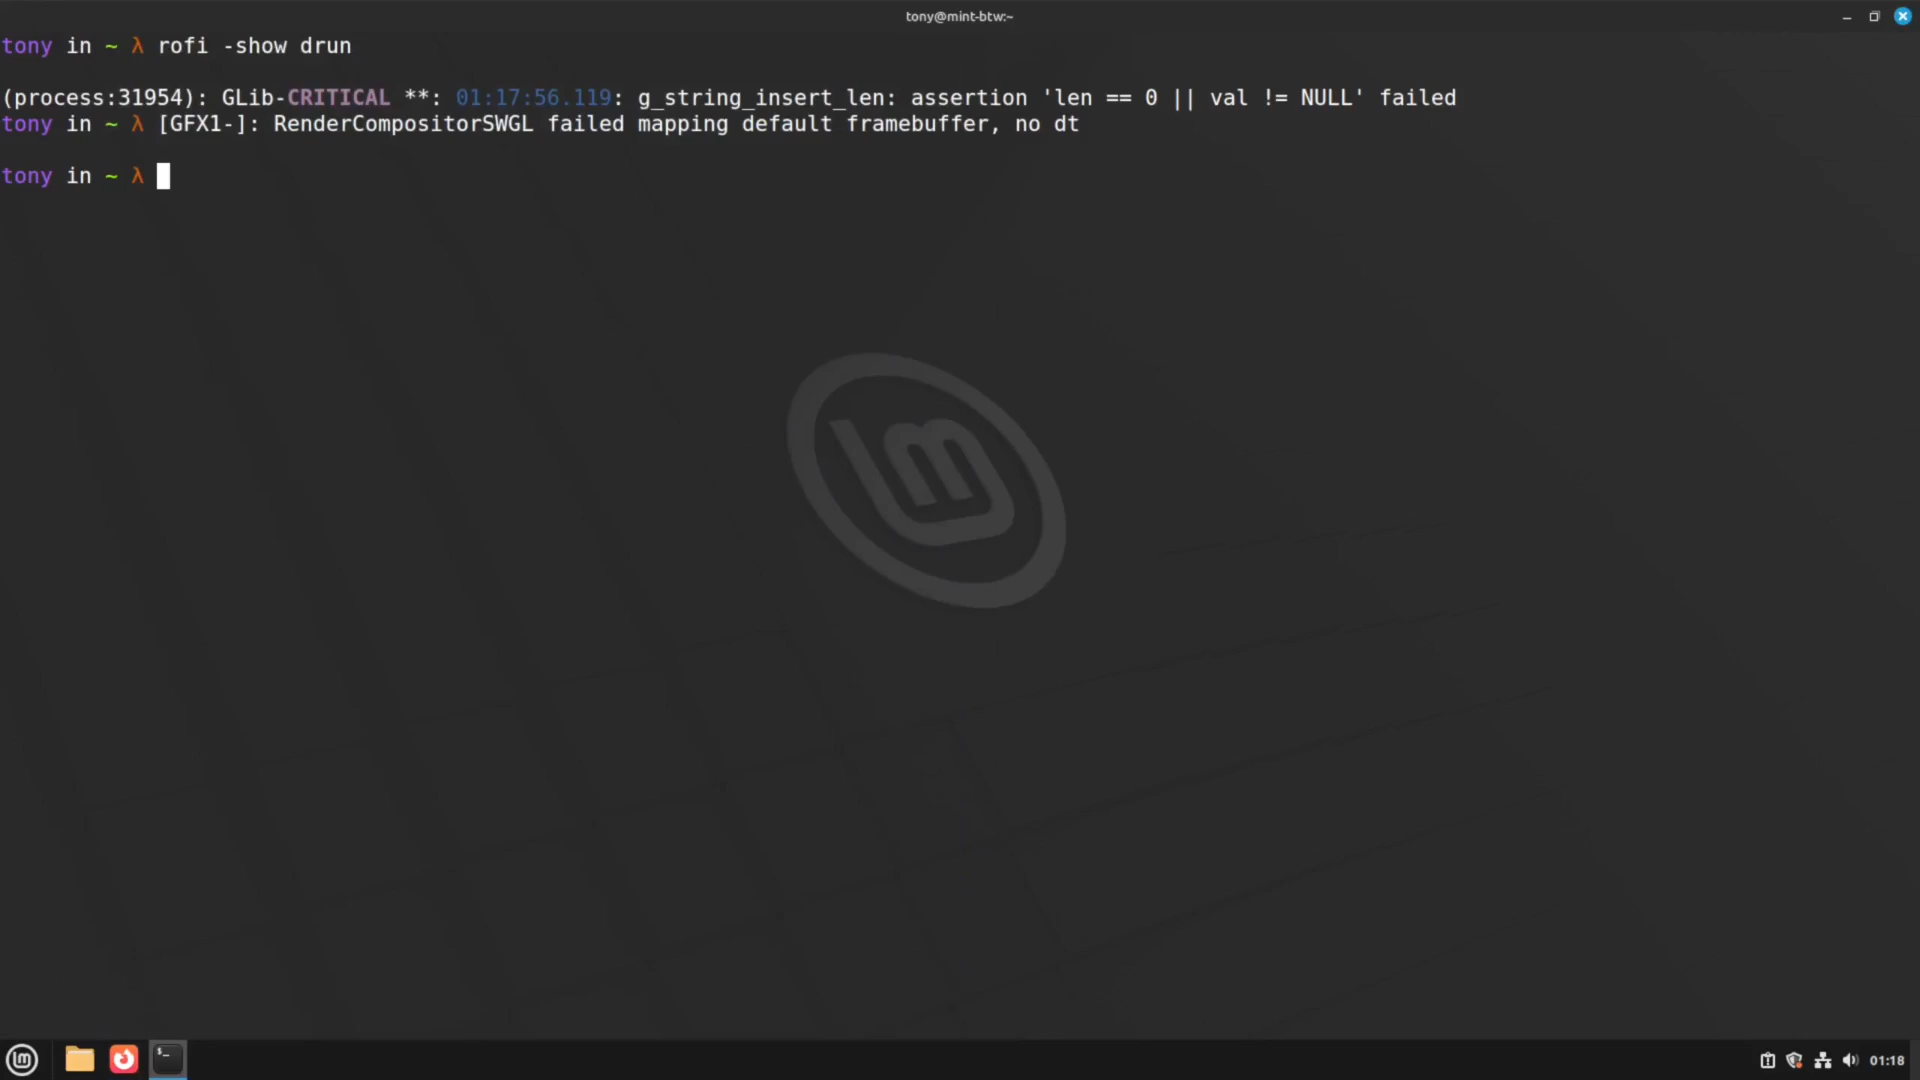 tony@mint-btw:~
tony in ~ λ rofi -show drun
(process:31954): GLib-CRITICAL **: 01:17:56.119: g_string_insert_len: assertion 'len == 0 || val != NULL' failed
tony in ~ λ [GFX1-]: RenderCompositorSWGL failed mapping default framebuffer, no dt
tony in ~ λ
01:18